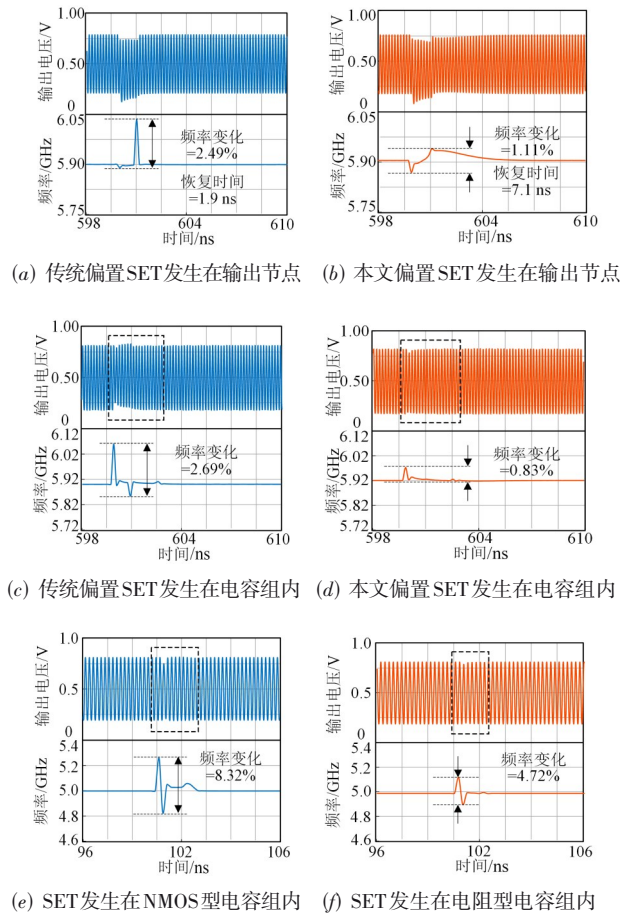 1.00
0.50
0
输出电压/V
6.05
5.90
5.75
频率/GHz
频率变化
=2.49%
恢复时间
=1.9 ns
598
604
610
时间/ns
(a) 传统偏置SET发生在输出节点
1.00
0.50
0
输出电压/V
6.05
5.90
5.75
频率/GHz
频率变化
=1.11%
恢复时间
=7.1 ns
598
604
610
时间/ns
(b) 本文偏置SET发生在输出节点
1.00
0.50
0
输出电压/V
6.12
6.02
5.92
5.82
5.72
频率/GHz
频率变化
=2.69%
598
604
610
时间/ns
(c) 传统偏置SET发生在电容组内
1.00
0.50
0
输出电压/V
6.12
6.02
5.92
5.82
5.72
频率/GHz
频率变化
=0.83%
598
604
610
时间/ns
(d) 本文偏置SET发生在电容组内
1.0
0.5
0
输出电压/V
5.4
5.2
5.0
4.8
4.6
频率/GHz
频率变化
=8.32%
96
102
106
时间/ns
(e) SET发生在NMOS型电容组内
1.0
0.5
0
输出电压/V
5.4
5.2
5.0
4.8
4.6
频率/GHz
频率变化
=4.72%
96
102
106
时间/ns
(f) SET发生在电阻型电容组内